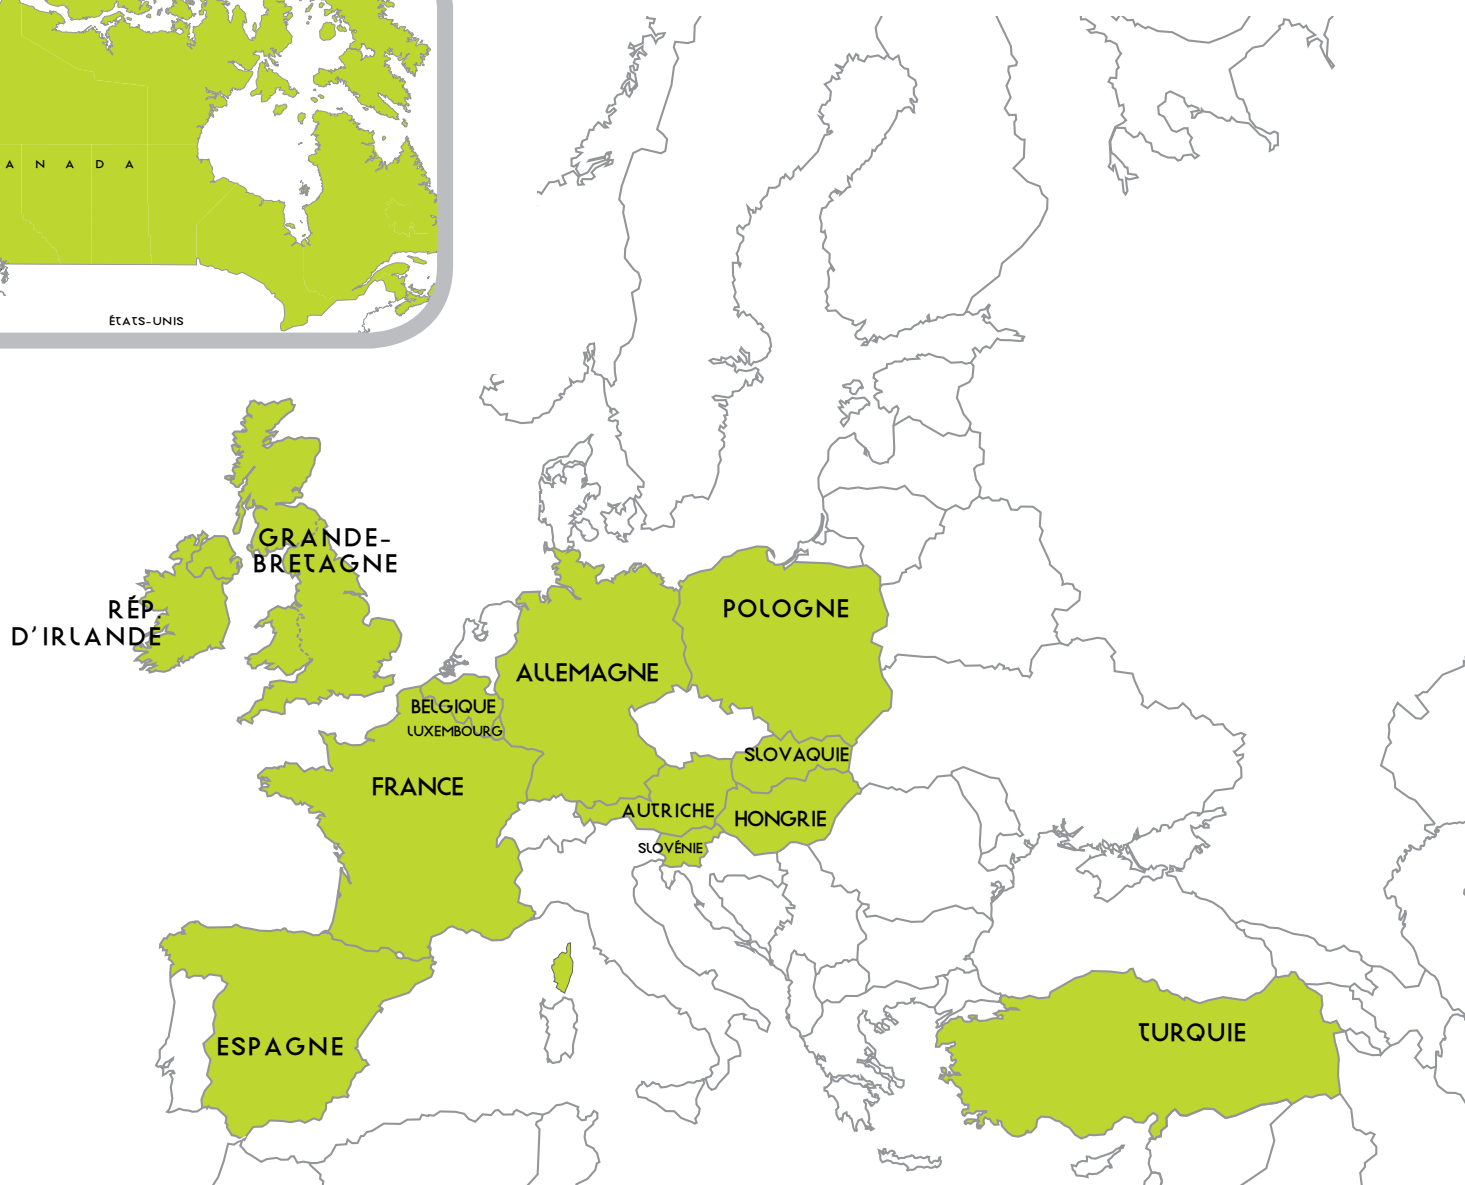 A N A D A
ÉTATS-UNIS
GRANDE-
BRETAGNE
RÉP.
D'IRLANDE
POLOGNE
ALLEMAGNE
BELGIQUE
LUXEMBOURG
SLOVAQUIE
FRANCE
AUTRICHE
HONGRIE
SLOVÉNIE
TURQUIE
ESPAGNE